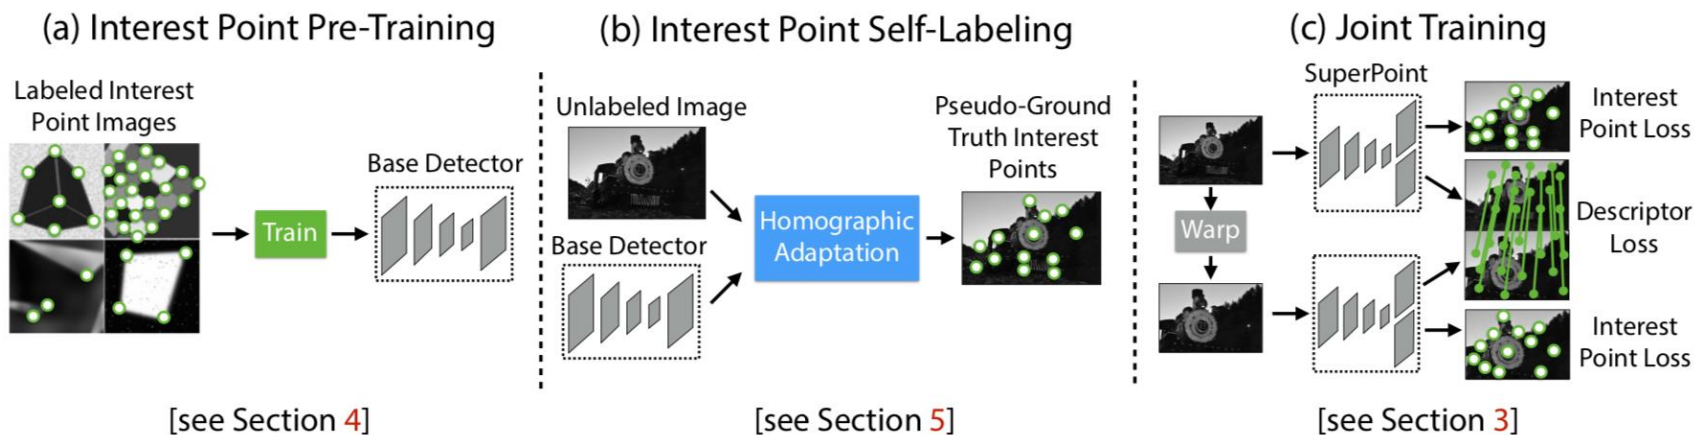 (a) Interest Point Pre-Training
Labeled Interest
Point Images
Train
Base Detector
[see Section 4]
(b) Interest Point Self-Labeling
Unlabeled Image
Base Detector
Homographic
Adaptation
Pseudo-Ground
Truth Interest
Points
[see Section 5]
(c) Joint Training
SuperPoint
Warp
Interest
Point Loss
Descriptor
Loss
Interest
Point Loss
[see Section 3]